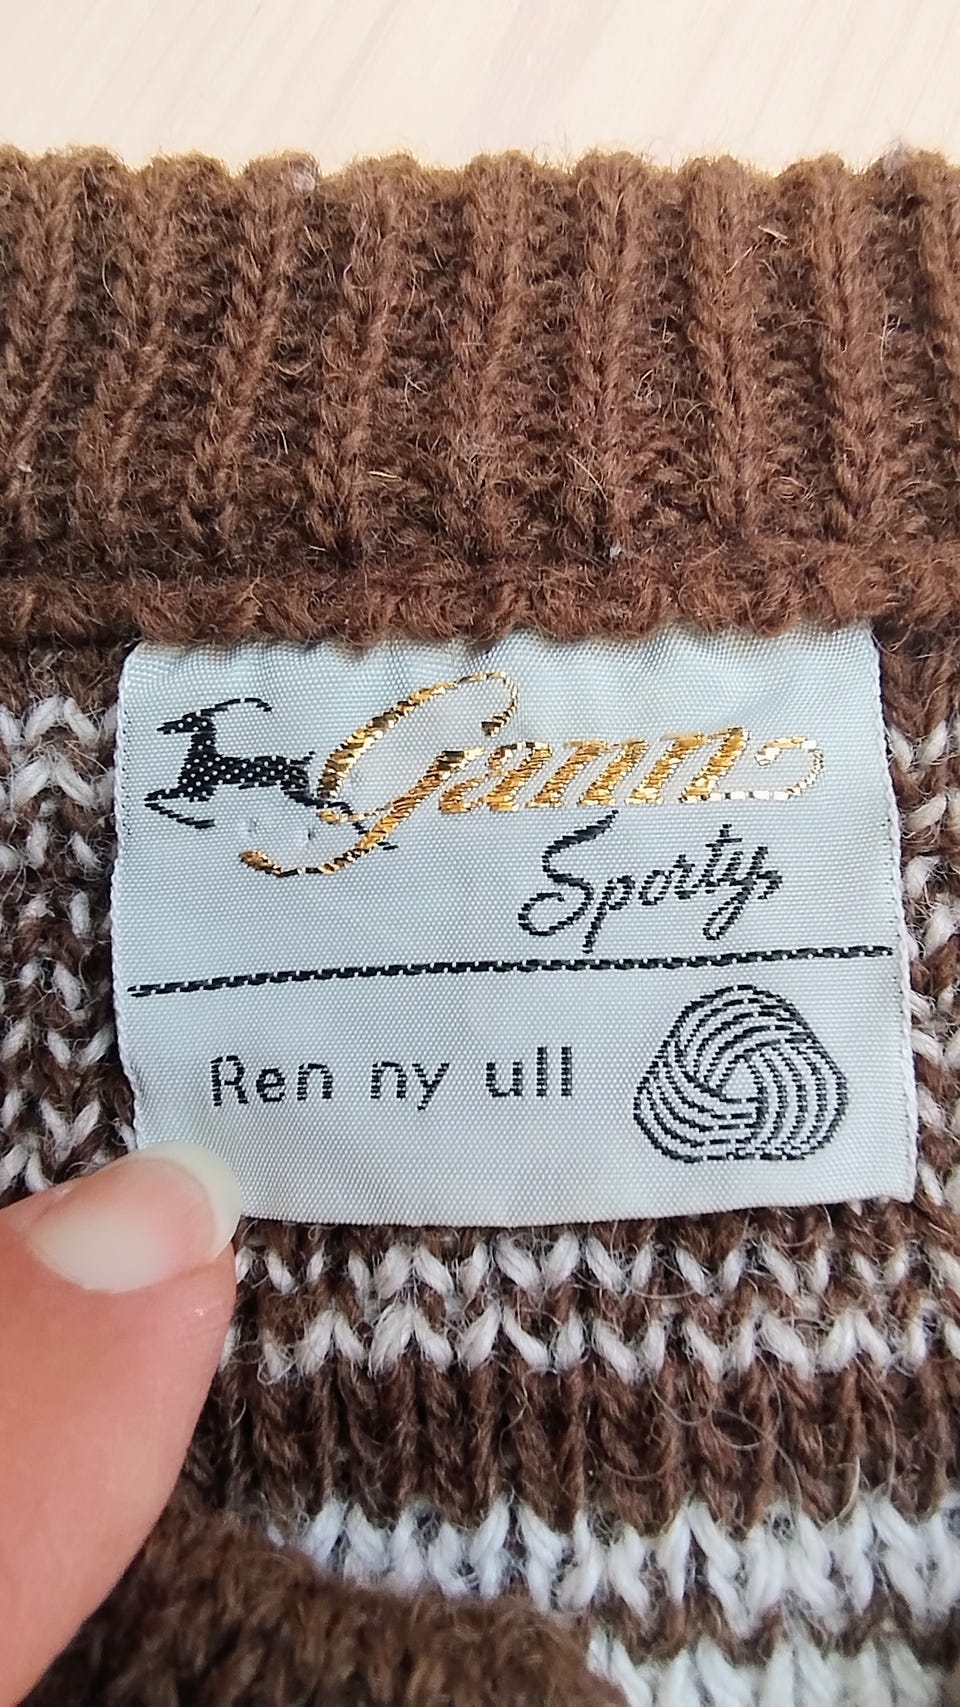 Gann
Sporty
Ren ny ull